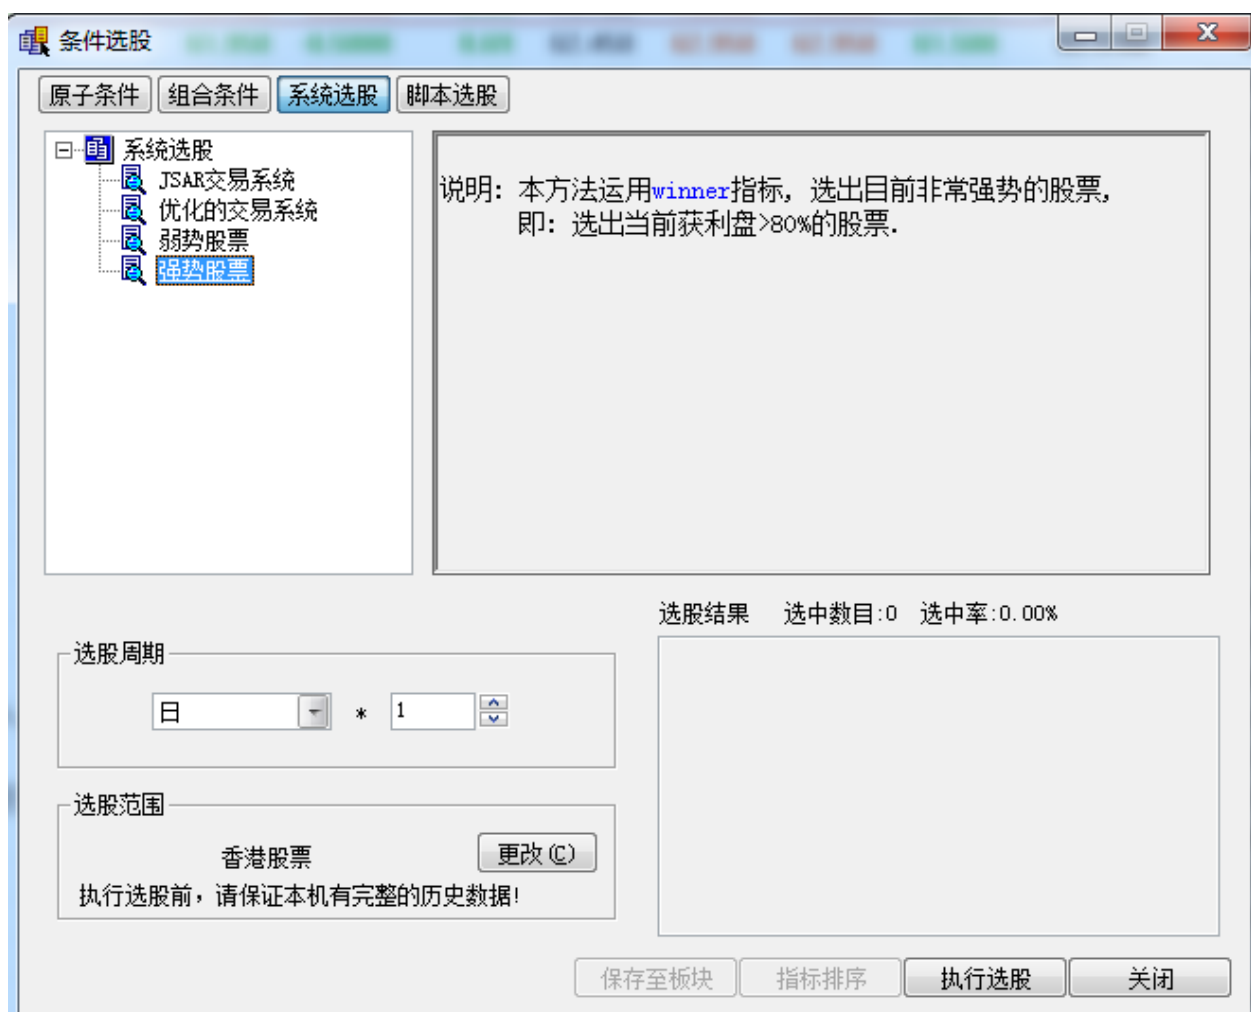 条件选股
原子条件 组合条件 系统选股 脚本选股
系统选股
JSAR交易系统
优化的交易系统
弱势股票
强势股票
说明: 本方法运用winner指标, 选出目前非常强势的股票,
即: 选出当前获利盘>80%的股票.
选股结果 选中数目:0 选中率:0.00%
选股周期
日 * 1
选股范围
香港股票 更改(C)
执行选股前，请保证本机有完整的历史数据!
保存至板块 指标排序 执行选股 关闭